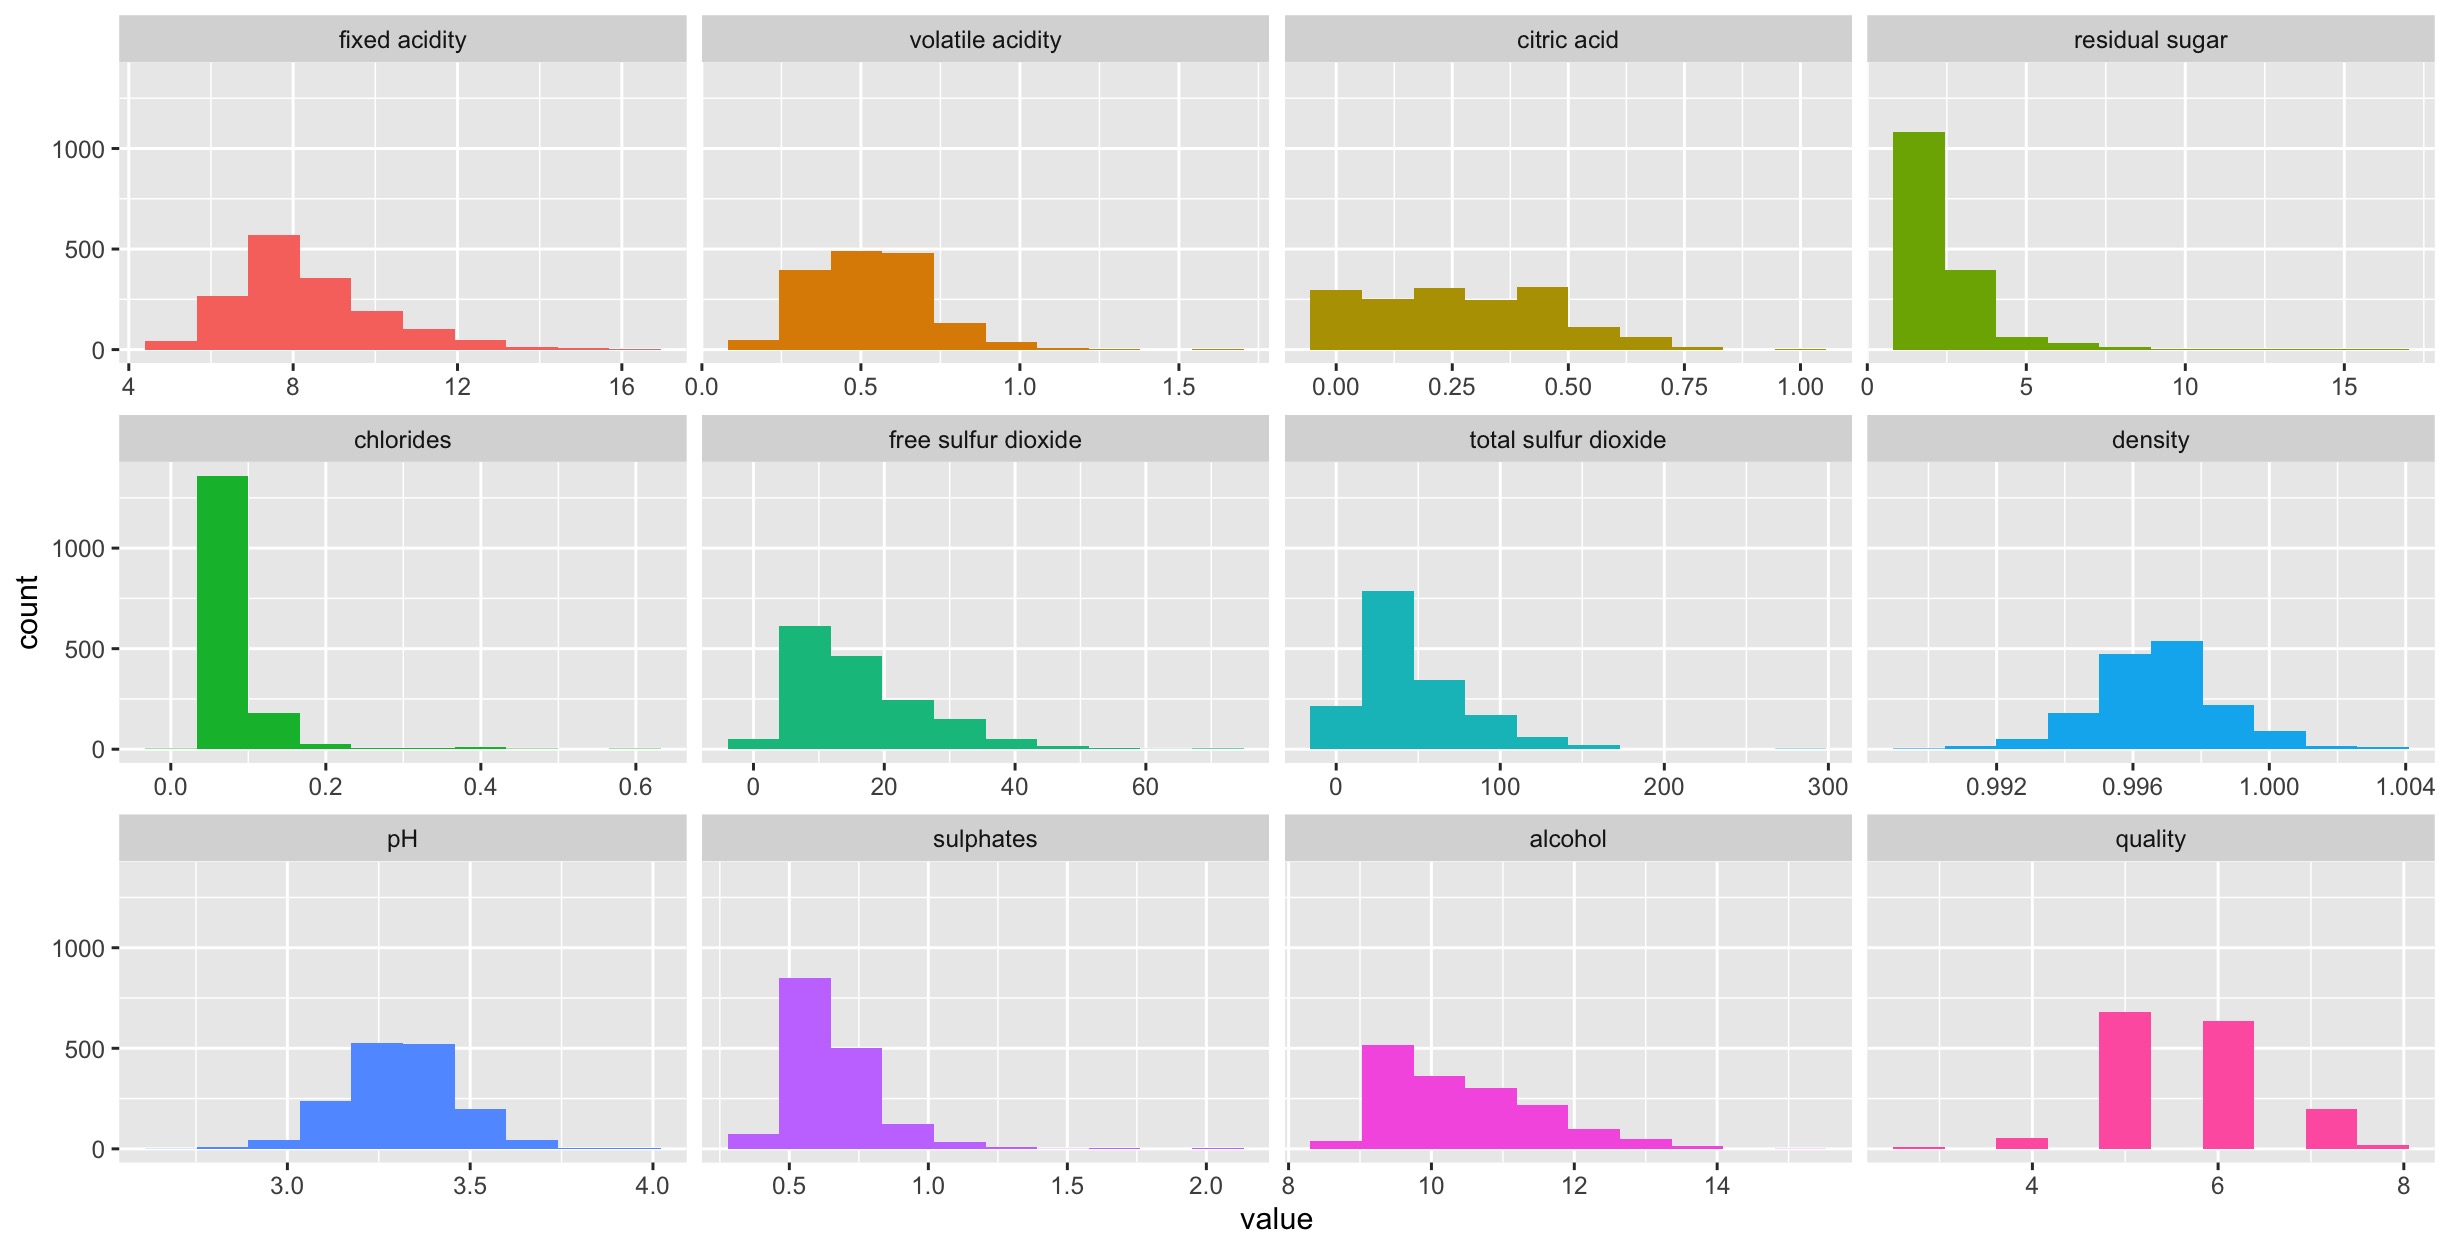 fixed acidity volatile acidity citric acid residual sugar
1000
500
0
4 8 12 16 0.0 0.5 1.0 1.5 0.00 0.25 0.50 0.75 1.00 0 5 10 15
chlorides free sulfur dioxide total sulfur dioxide density
1000
500
0
count
0.0 0.2 0.4 0.6 0 20 40 60 0 100 200 300 0.992 0.996 1.000 1.004
pH sulphates alcohol quality
1000
500
0
3.0 3.5 4.0 0.5 1.0 1.5 2.0 8 10 12 14 4 6 8
value